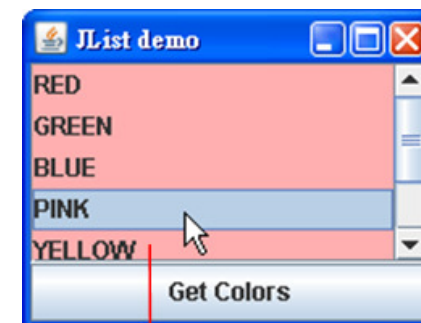 JList demo
RED
GREEN
BLUE
PINK
YELLOW
Get Colors